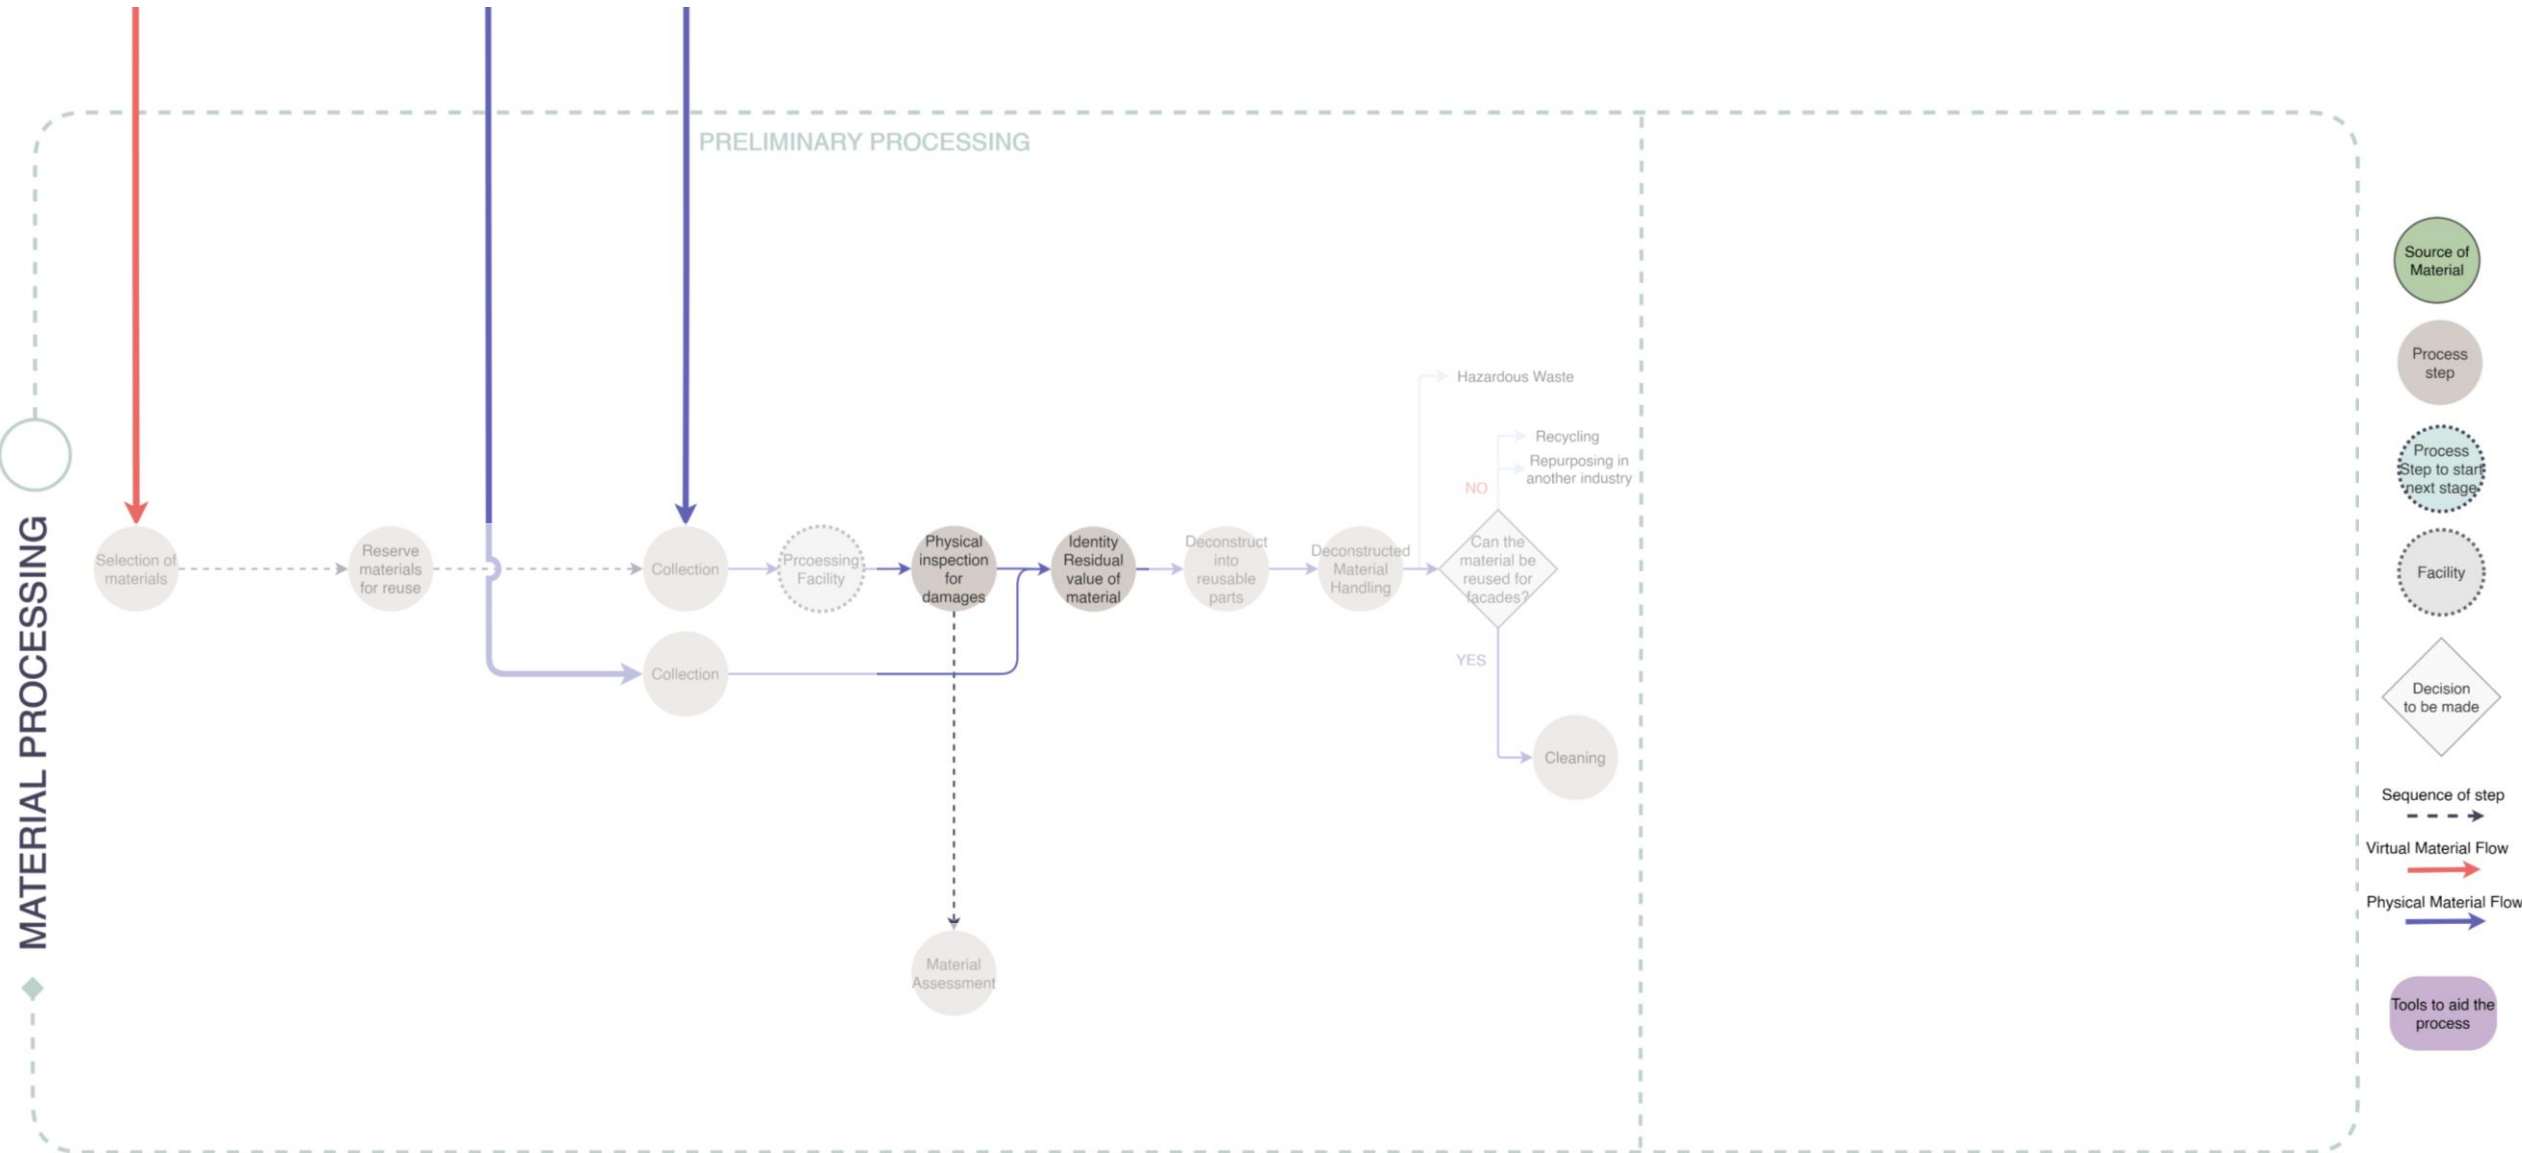 PRELIMINARY PROCESSING
MATERIAL PROCESSING
Selection of
materials
Reserve
materials
for reuse
Collection
Prcoessing
Facility
Physical
inspection
for
damages
Identity
Residual
value of
material
Deconstruct
into
reusable
parts
Deconstructed
Material
Handling
Can the
material be
reused for
facades?
Hazardous Waste
Recycling
Repurposing in
another industry
NO
YES
Collection
Cleaning
Material
Assessment
Source of
Material
Process
step
Process
Step to start
next stage
Facility
Decision
to be made
Sequence of step
Virtual Material Flow
Physical Material Flow
Tools to aid the
process